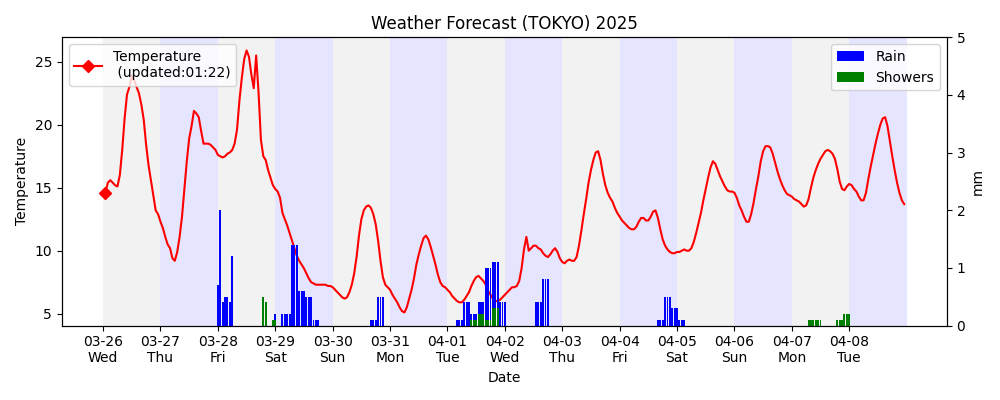 Weather Forecast (TOKYO) 2025
Temperature
(updated:01:22)
Rain
Showers
Temperature
25
20
15
10
5
5
4
3
2
1
0
mm
03-26 03-27 03-28 03-29 03-30 03-31 04-01 04-02 04-03 04-04 04-05 04-06 04-07 04-08
Wed Thu Fri Sat Sun Mon Tue Wed Thu Fri Sat Sun Mon Tue
Date